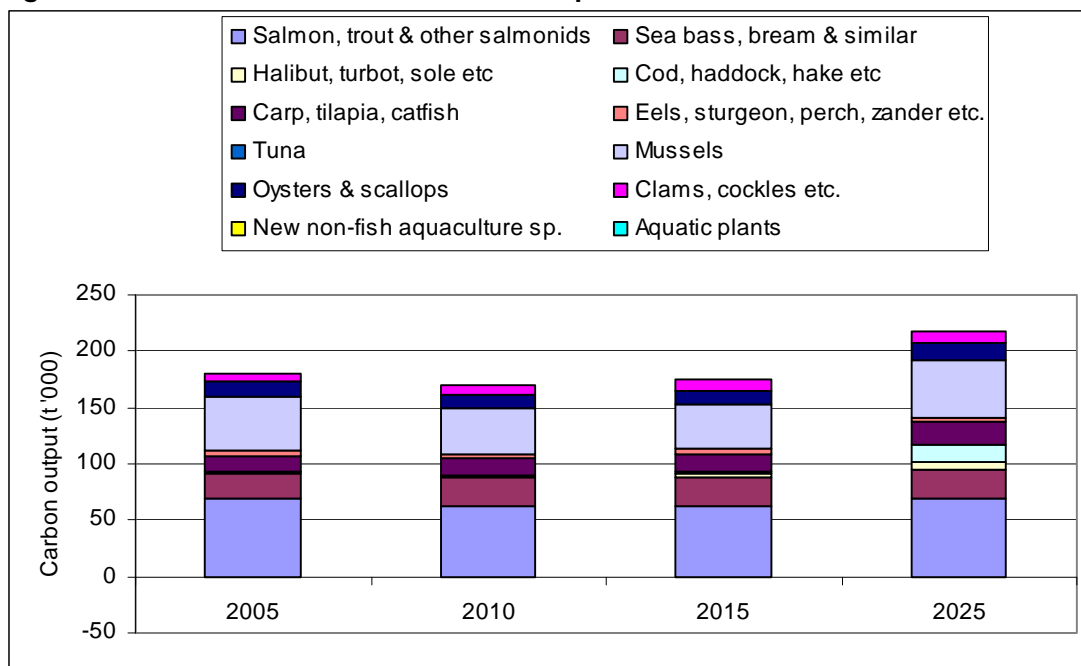 Salmon, trout & other salmonids Sea bass, bream & similar
Halibut, turbot, sole etc Cod, haddock, hake etc
Carp, tilapia, catfish Eels, sturgeon, perch, zander etc.
Tuna Mussels
Oysters & scallops Clams, cockles etc.
New non-fish aquaculture sp. Aquatic plants
250
200
150
100
50
0
-50
Carbon output (t '000)
2005 2010 2015 2025